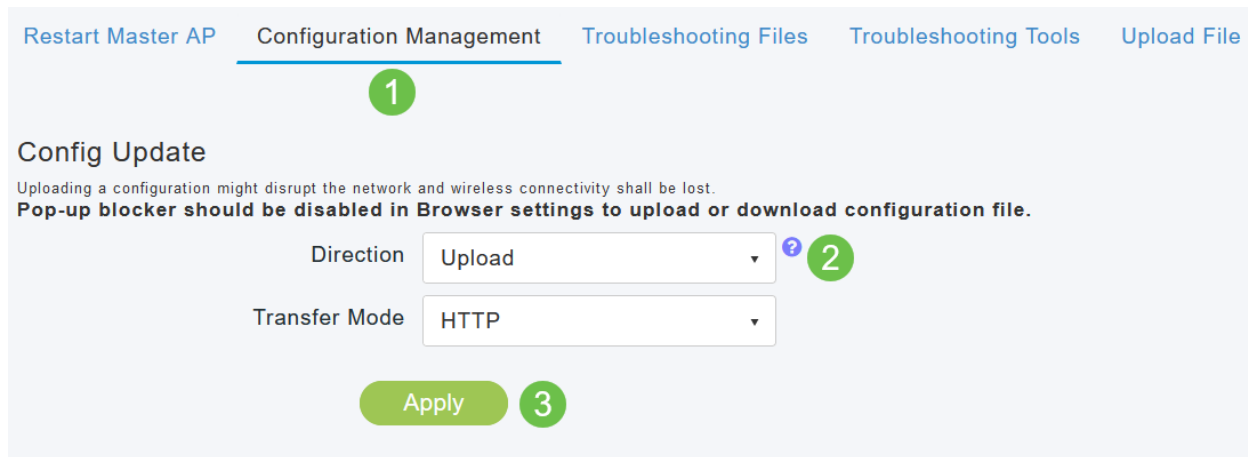 Restart Master AP Configuration Management Troubleshooting Files Troubleshooting Tools Upload File
1
Config Update
Uploading a configuration might disrupt the network and wireless connectivity shall be lost.
Pop-up blocker should be disabled in Browser settings to upload or download configuration file.
Direction Upload ? 2
Transfer Mode HTTP
Apply 3